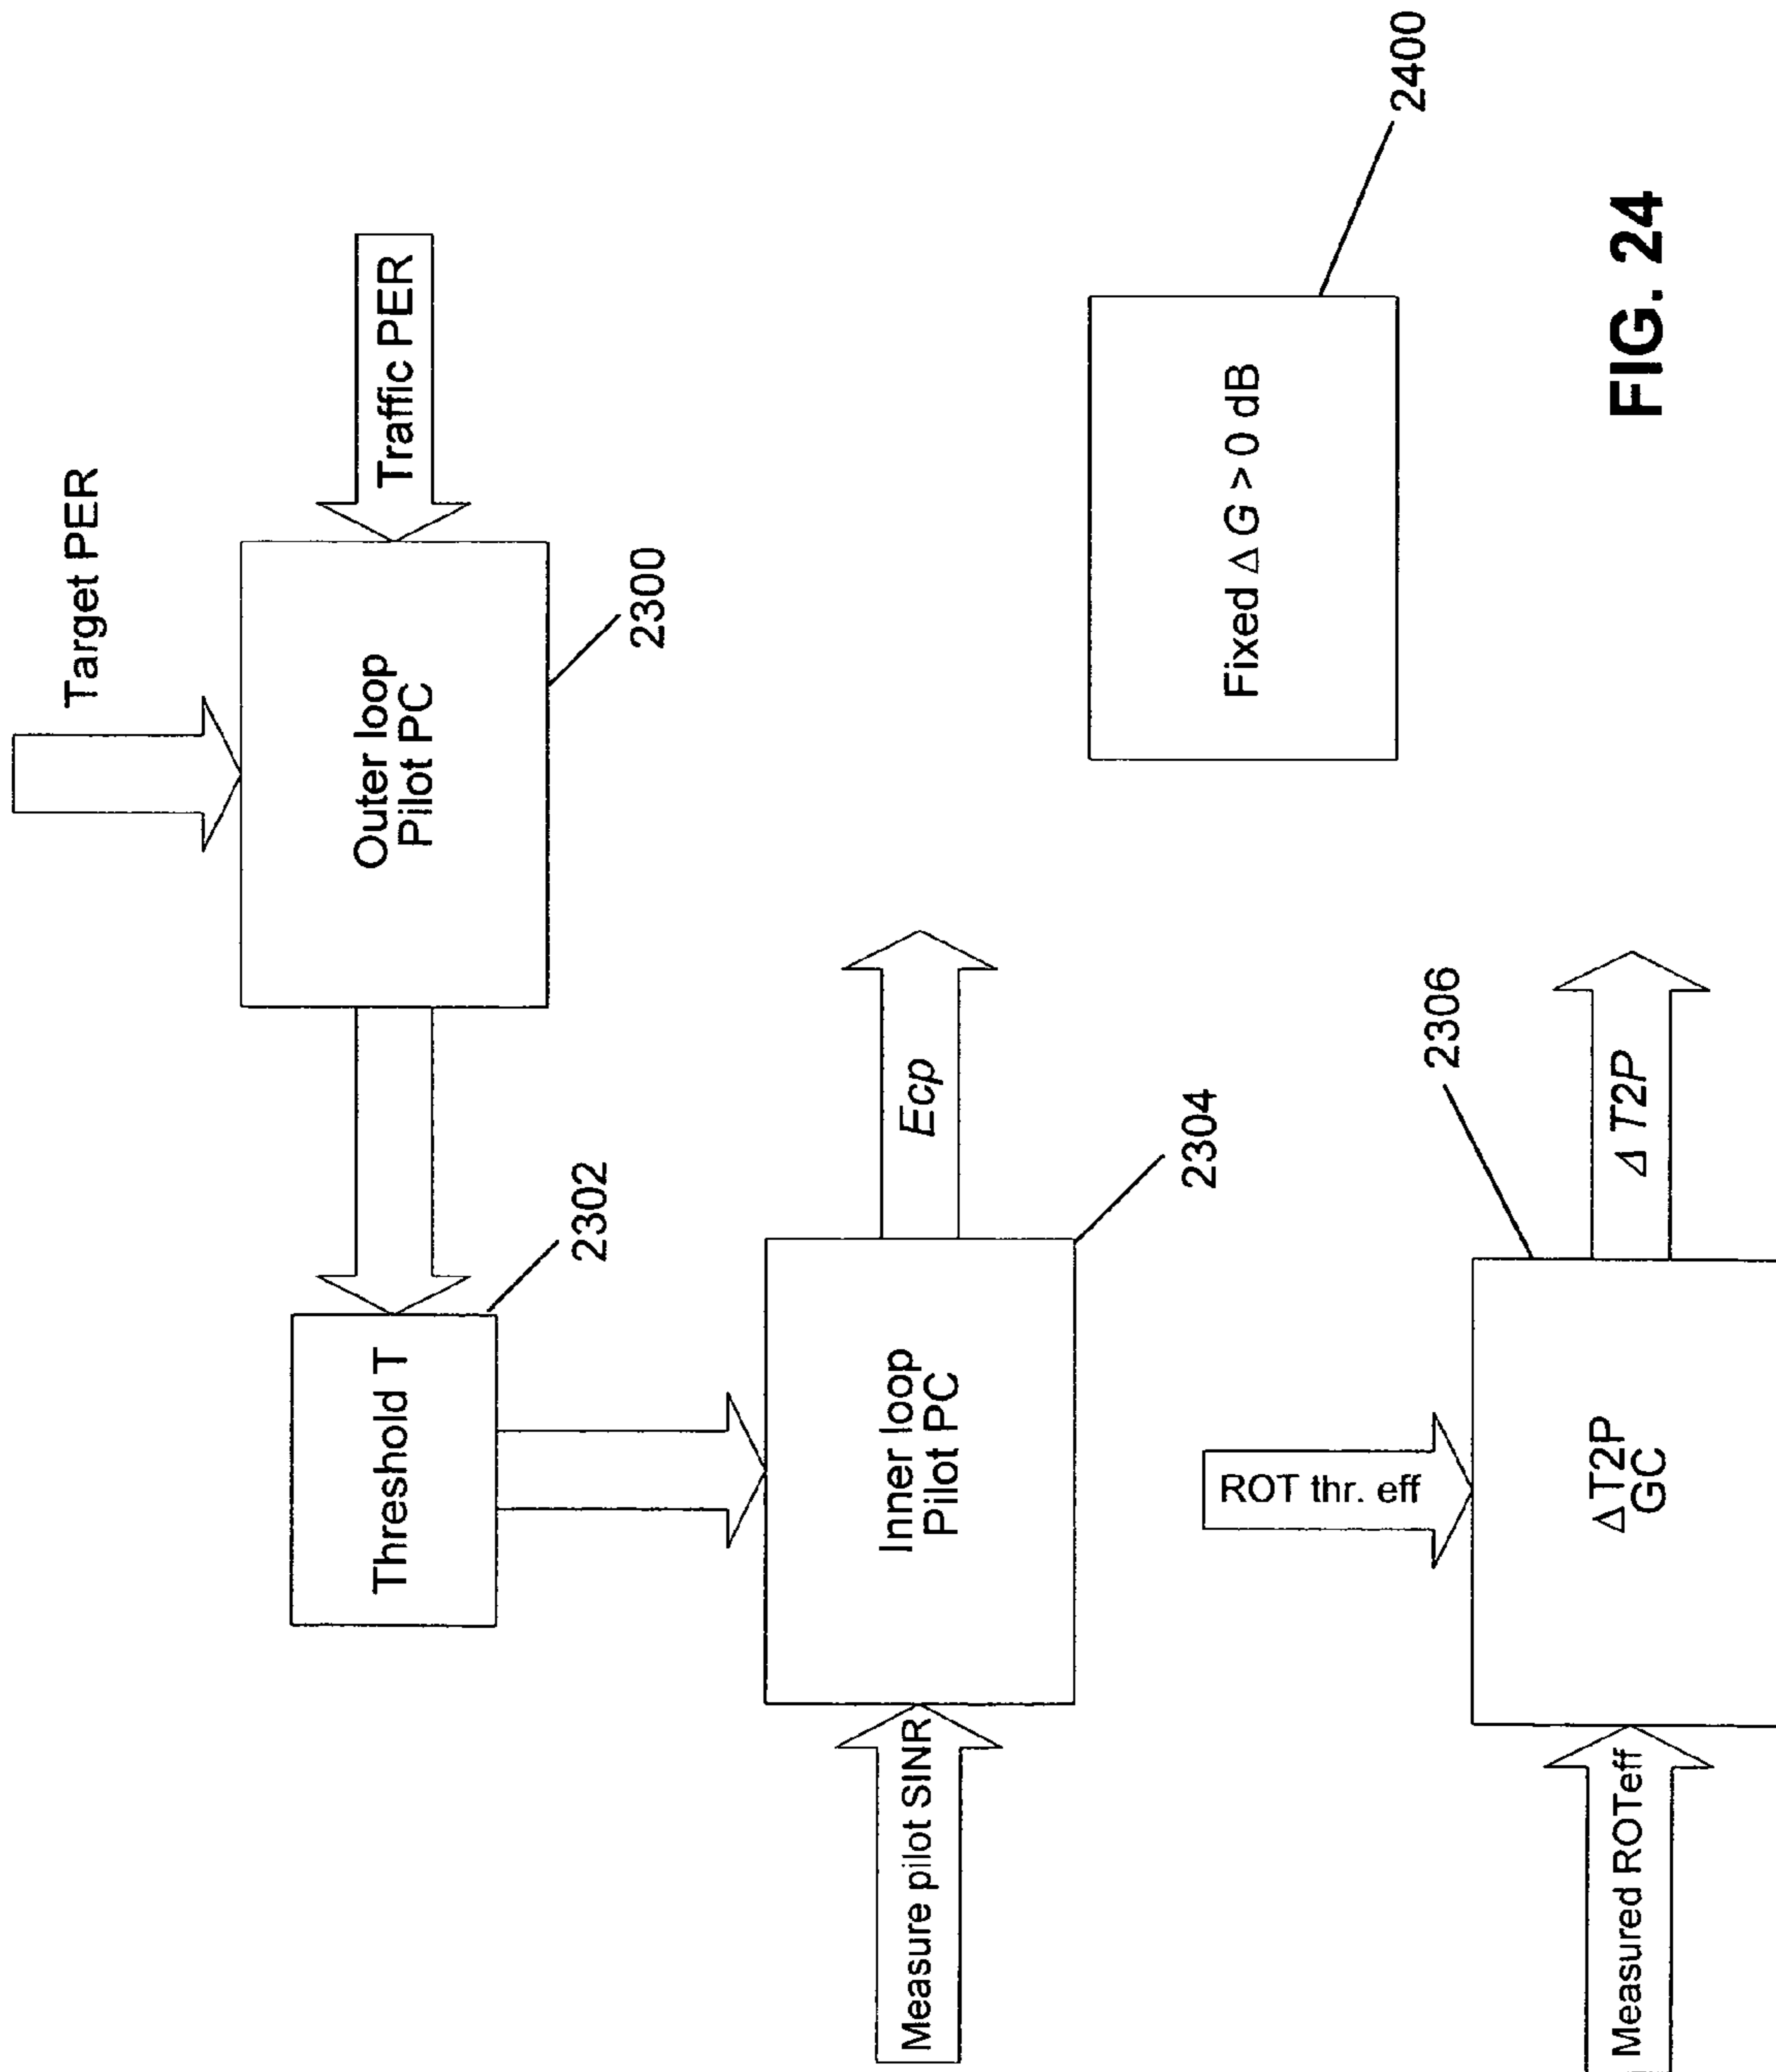 Target PER
Outer loop
Pilot PC
Traffic PER
2300
Threshold T
2302
Measure pilot SINR
Inner loop
Pilot PC
Ecp
2304
ROT thr. eff
Measured ROTeff
ΔT2P
GC
Δ T2P
2306
Fixed Δ G > 0 dB
2400
FIG. 24